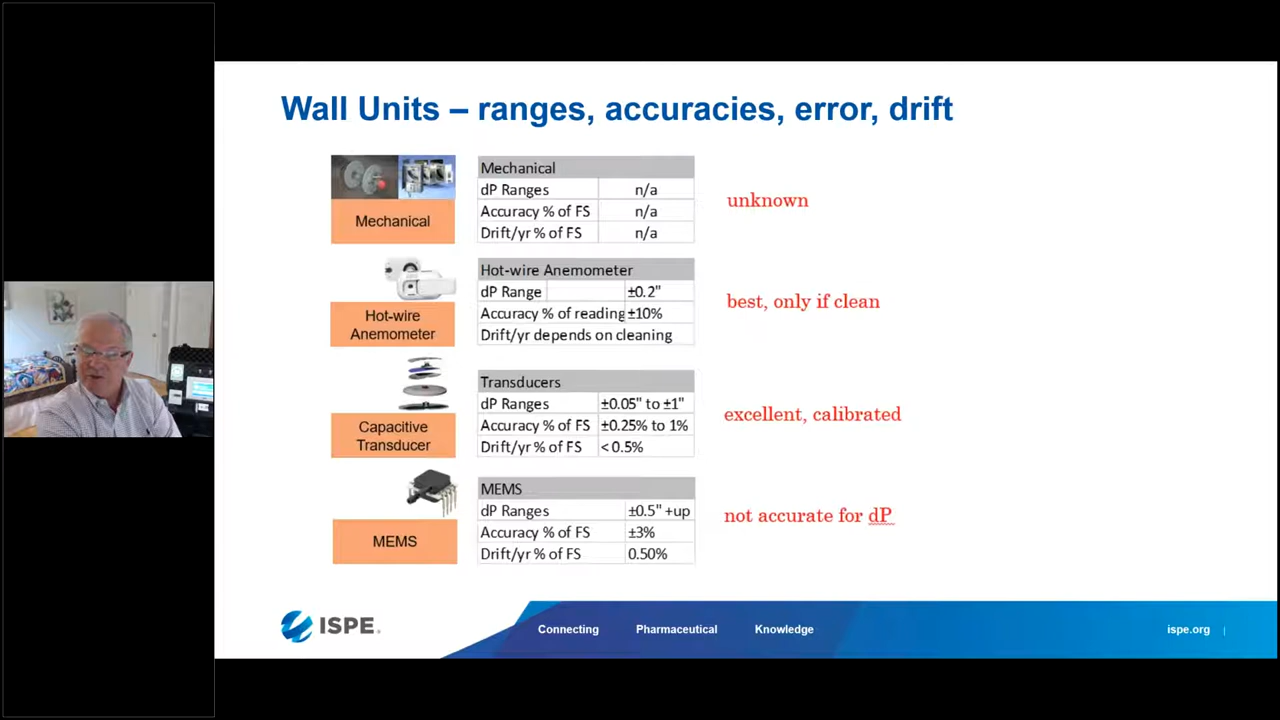 Wall Units – ranges, accuracies, error, drift
Mechanical
Mechanical
dP Ranges n/a
Accuracy % of FS n/a
Drift/yr % of FS n/a
unknown
Hot-wire
Anemometer
Hot-wire Anemometer
dP Range ±0.2"
Accuracy % of reading ±10%
Drift/yr depends on cleaning
best, only if clean
Capacitive
Transducer
Transducers
dP Ranges ±0.05" to ±1"
Accuracy % of FS ±0.25% to 1%
Drift/yr % of FS < 0.5%
excellent, calibrated
MEMS
MEMS
dP Ranges ±0.5" +up
Accuracy % of FS ±3%
Drift/yr % of FS 0.50%
not accurate for dP
ISPE.
Connecting Pharmaceutical Knowledge
ispe.org |